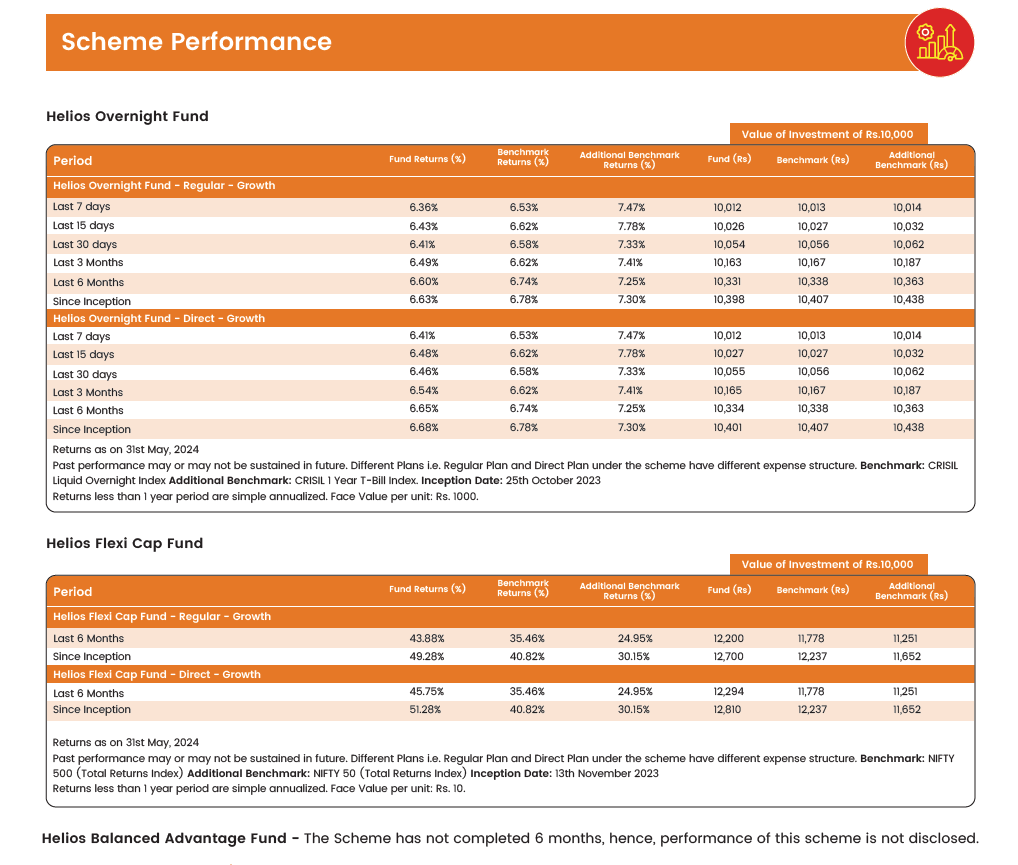 Scheme Performance
Helios Overnight Fund
Value of Investment of Rs.10,000
Period Fund Returns (%) Benchmark Returns (%) Additional Benchmark Returns (%) Fund (Rs) Benchmark (Rs) Additional Benchmark (Rs)
Helios Overnight Fund - Regular - Growth
Last 7 days 6.36% 6.53% 7.47% 10,012 10,013 10,014
Last 15 days 6.43% 6.62% 7.78% 10,026 10,027 10,032
Last 30 days 6.41% 6.58% 7.33% 10,054 10,056 10,062
Last 3 Months 6.49% 6.62% 7.41% 10,163 10,167 10,187
Last 6 Months 6.60% 6.74% 7.25% 10,331 10,338 10,363
Since Inception 6.63% 6.78% 7.30% 10,398 10,407 10,438
Helios Overnight Fund - Direct - Growth
Last 7 days 6.41% 6.53% 7.47% 10,012 10,013 10,014
Last 15 days 6.48% 6.62% 7.78% 10,027 10,027 10,032
Last 30 days 6.46% 6.58% 7.33% 10,055 10,056 10,062
Last 3 Months 6.54% 6.62% 7.41% 10,165 10,167 10,187
Last 6 Months 6.65% 6.74% 7.25% 10,334 10,338 10,363
Since Inception 6.68% 6.78% 7.30% 10,401 10,407 10,438
Returns as on 31st May, 2024
Past performance may or may not be sustained in future. Different Plans i.e. Regular Plan and Direct Plan under the scheme have different expense structure. Benchmark: CRISIL
Liquid Overnight Index Additional Benchmark: CRISIL 1 Year T-Bill Index. Inception Date: 25th October 2023
Returns less than 1 year period are simple annualized. Face Value per unit: Rs. 1000.
Helios Flexi Cap Fund
Value of Investment of Rs.10,000
Period Fund Returns (%) Benchmark Returns (%) Additional Benchmark Returns (%) Fund (Rs) Benchmark (Rs) Additional Benchmark (Rs)
Helios Flexi Cap Fund - Regular - Growth
Last 6 Months 43.88% 35.46% 24.95% 12,200 11,778 11,251
Since Inception 49.28% 40.82% 30.15% 12,700 12,237 11,652
Helios Flexi Cap Fund - Direct - Growth
Last 6 Months 45.75% 35.46% 24.95% 12,294 11,778 11,251
Since Inception 51.28% 40.82% 30.15% 12,810 12,237 11,652
Returns as on 31st May, 2024
Past performance may or may not be sustained in future. Different Plans i.e. Regular Plan and Direct Plan under the scheme have different expense structure. Benchmark: NIFTY
500 (Total Returns Index) Additional Benchmark: NIFTY 50 (Total Returns Index) Inception Date: 13th November 2023
Returns less than 1 year period are simple annualized. Face Value per unit: Rs. 10.
Helios Balanced Advantage Fund - The Scheme has not completed 6 months, hence, performance of this scheme is not disclosed.